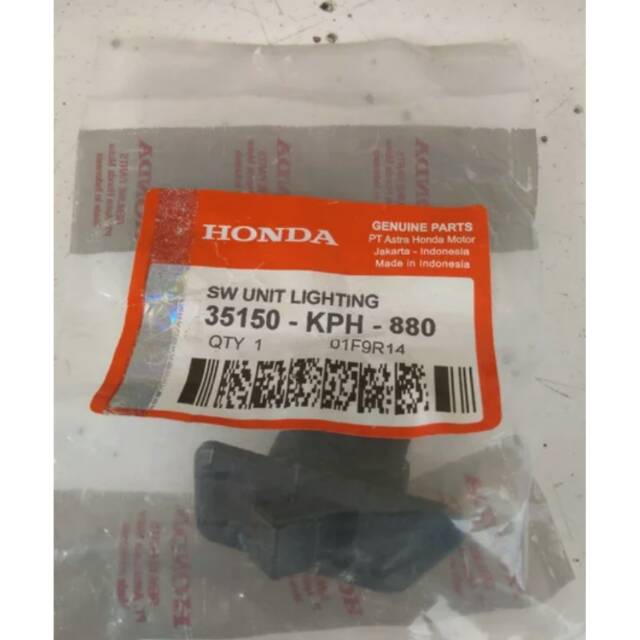 HONDA
GENUINE PARTS
PT Astra Honda Motor
Jakarta - Indonesia
Made in Indonesia
SW UNIT LIGHTING
35150 - KPH - 880
QTY 1 01F9R14